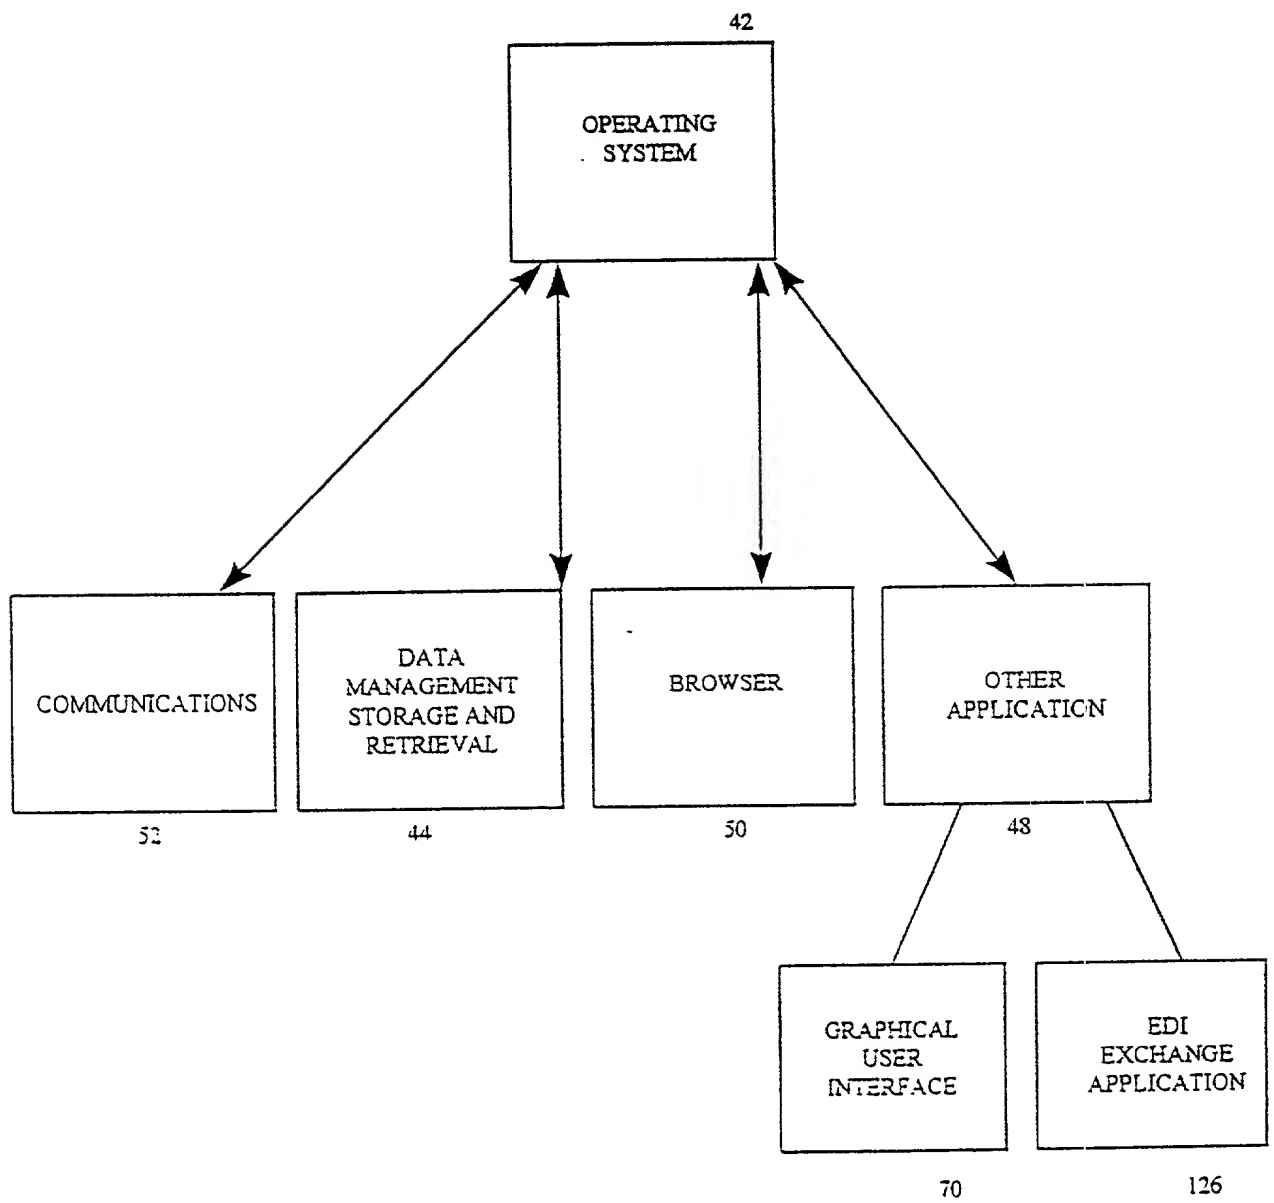 42
OPERATING
SYSTEM
COMMUNICATIONS
DATA
MANAGEMENT
STORAGE AND
RETRIEVAL
BROWSER
OTHER
APPLICATION
52
44
50
48
GRAPHICAL
USER
INTERFACE
EDI
EXCHANGE
APPLICATION
70
126